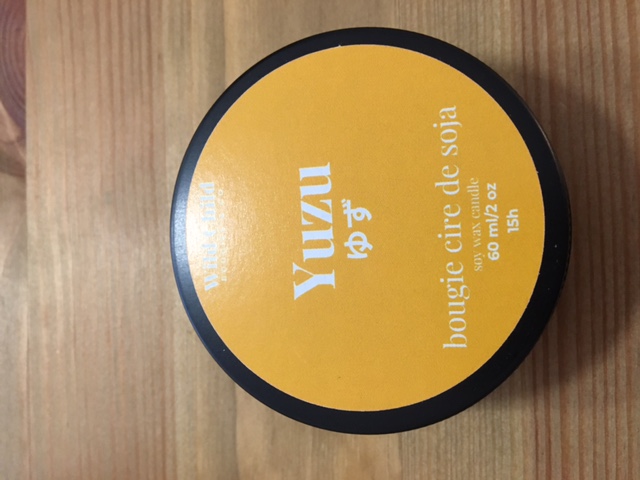 Yuzu
ゆず
bougie cire de soja
soy wax candle
60 ml/2 oz
15h